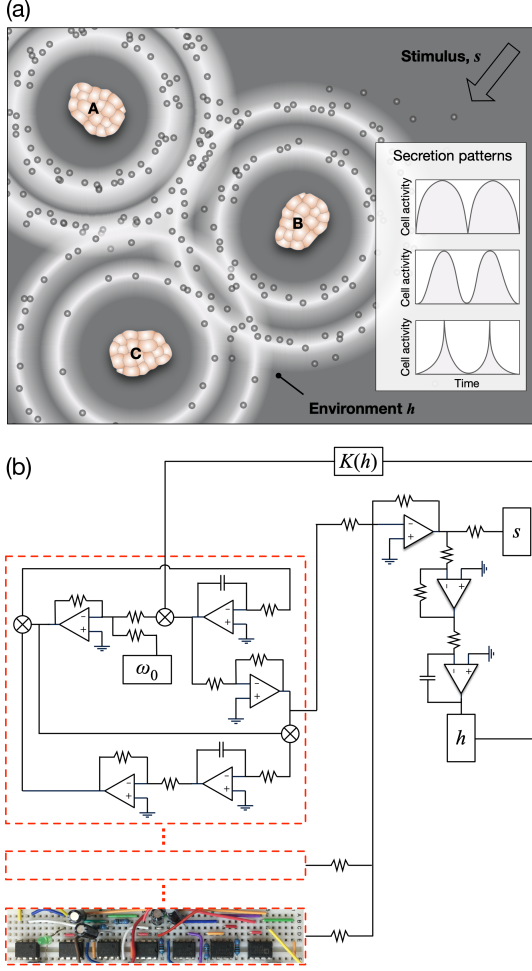 (a)
Stimulus, s
A
Secretion patterns
Cell activity
B
Cell activity
C
Cell activity
Time
Environment h
(b)
K(h)
−
+
s
−
+
−
+
−
+
ω₀
−
+
−
+
h
−
+
−
+